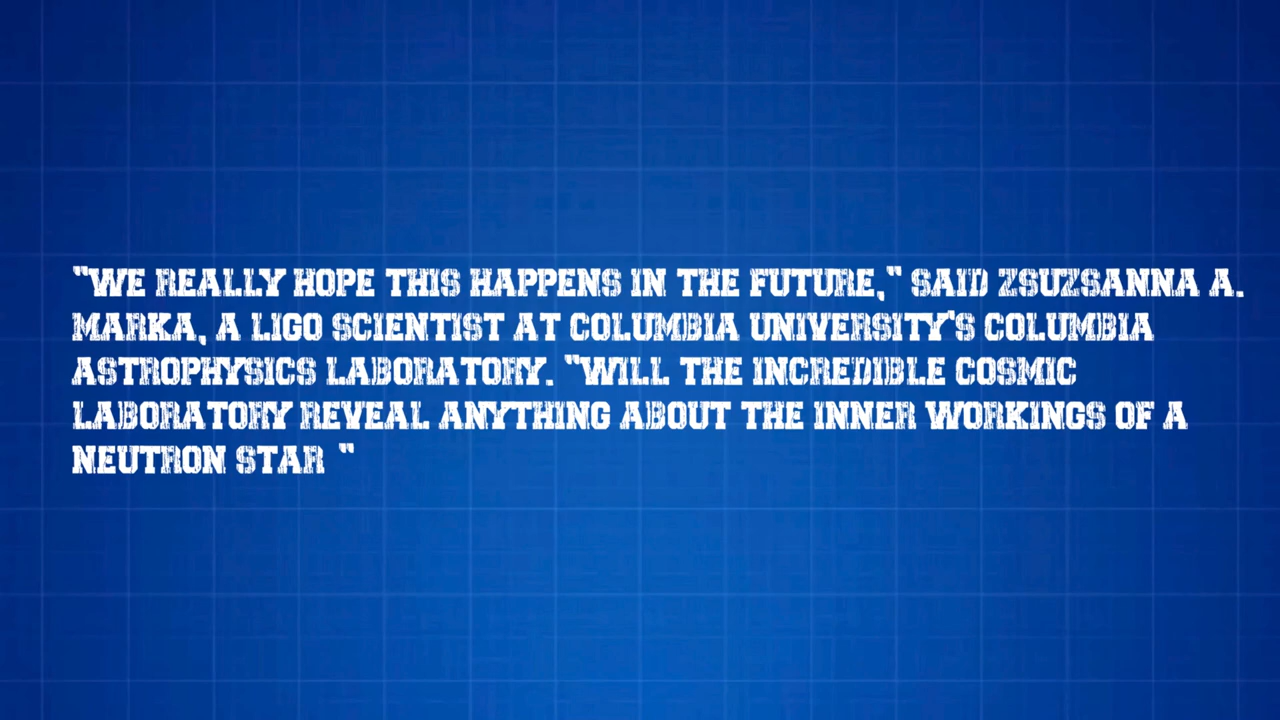 "WE REALLY HOPE THIS HAPPENS IN THE FUTURE," SAID ZSUZSANNA A.
MARKA, A LIGO SCIENTIST AT COLUMBIA UNIVERSITY'S COLUMBIA
ASTROPHYSICS LABORATORY. "WILL THE INCREDIBLE COSMIC
LABORATORY REVEAL ANYTHING ABOUT THE INNER WORKINGS OF A
NEUTRON STAR "